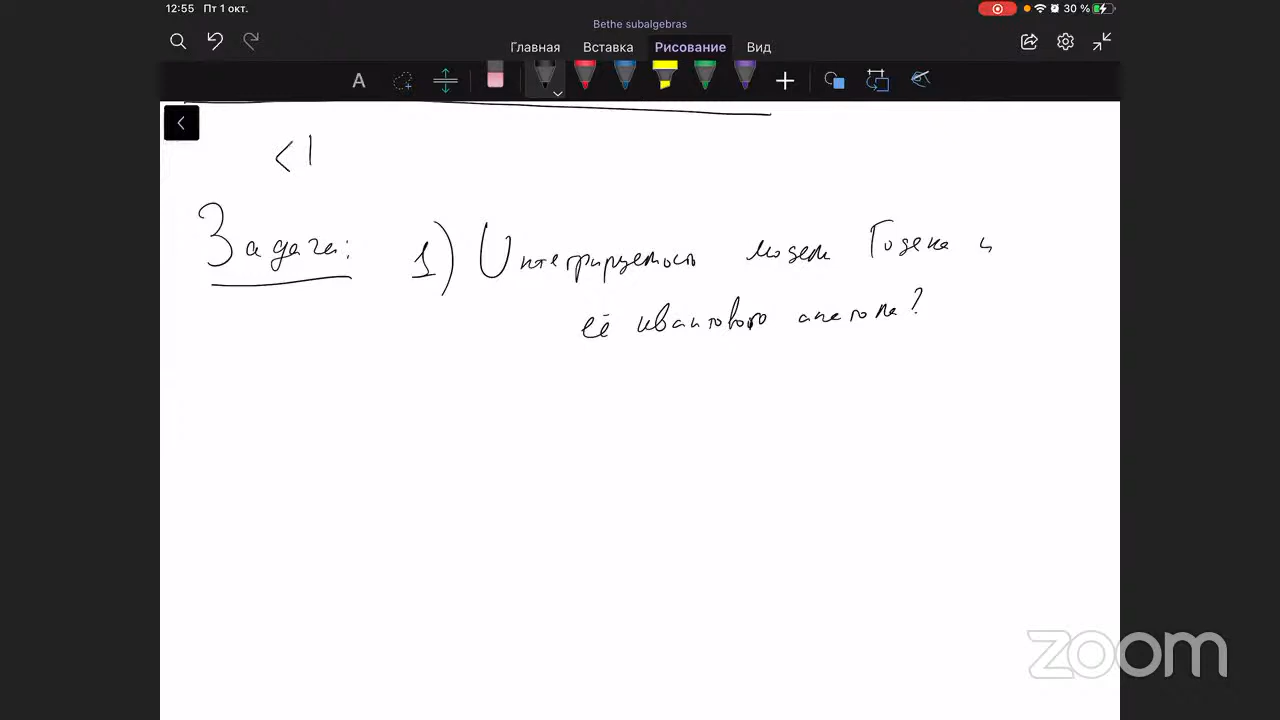 12:55 Пт 1 окт. 30 %
Bethe subalgebras
Главная Вставка Рисование Вид
A
<1
Задачи: 1) Интегрируемость модели Годена и
её квантового аналога?
zoom